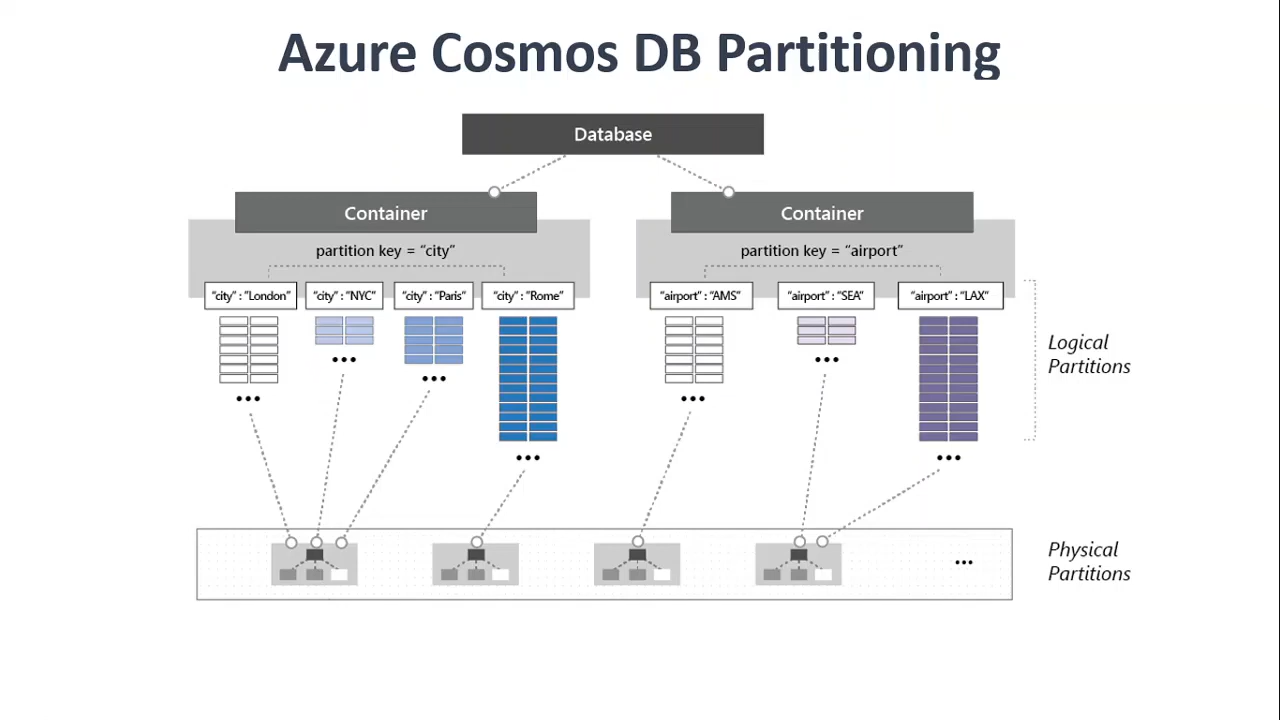 Azure Cosmos DB Partitioning
Database
Container
Container
partition key = “city”
partition key = “airport”
“city” : “London”
“city” : “NYC”
“city” : “Paris”
“city” : “Rome”
“airport” : “AMS”
“airport” : “SEA”
“airport” : “LAX”
•••
•••
•••
•••
•••
•••
•••
Logical
Partitions
•••
Physical
Partitions